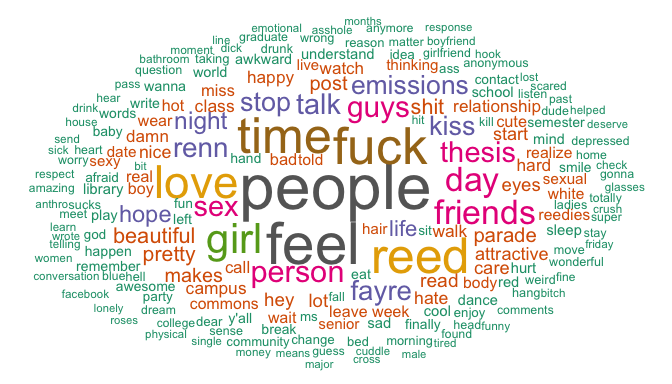 months
emotional asshole anymore response
line graduate wrong reason matter boyfriend
moment dick drunk understand idea girlfriend hook
bathroom taking awkward live watch thinking ass anonymous
question world happy post emissions contact lost
pass wanna miss stop talk guys shit school listen scared
hear write hot class relationship past
drink words wear night time fuck hit kiss kill cute dude helped
house baby damn renn start semester deserve
send date nice hand bad told thesis realize mind depressed
sick heart sexy hard home
worry bit love people day eyes smile check
respect afraid real sexual gonna
amazing library boy white glasses
anthro sucks fun sex friends ladies totally
meet play hope left girl feel hair life sit walk reedies crush super
learn god beautiful reed parade sleep stay
wrote happen attractive move friday
telling pretty person care hurt wonderful
women remember makes call eat read body red weird fine
conversation blue hell campus fayre hang bitch
facebook awesome commons hey lot fall hate dance
party leave week cool enjoy comments
lonely dream wait ms
roses college dear y'all senior sad finally head funny
physical sense break morning tired found
single community change bed
money means guess cuddle male
major cross